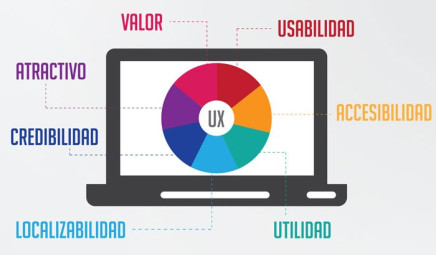 VALOR
USABILIDAD
ATRACTIVO
UX
ACCESIBILIDAD
CREDIBILIDAD
LOCALIZABILIDAD
UTILIDAD